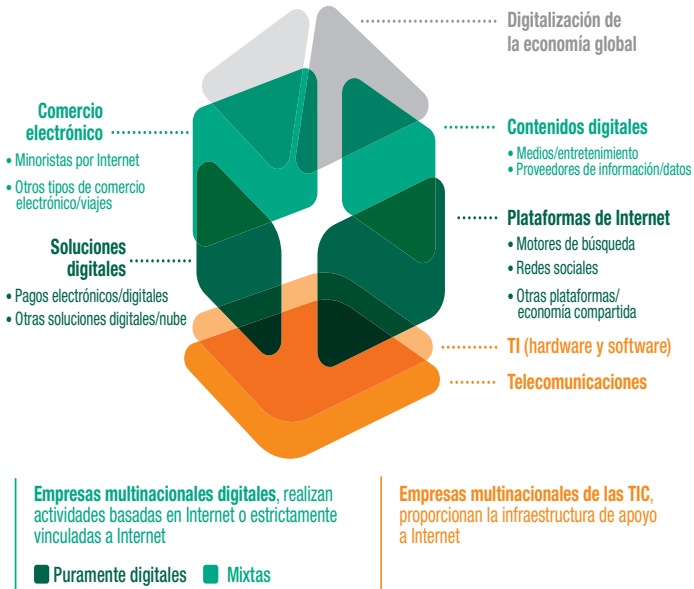 Digitalización de
la economía global
Comercio
electrónico
• Minoristas por Internet
• Otros tipos de comercio
electrónico/viajes
Contenidos digitales
• Medios/entretenimiento
• Proveedores de información/datos
Soluciones
digitales
• Pagos electrónicos/digitales
• Otras soluciones digitales/nube
Plataformas de Internet
• Motores de búsqueda
• Redes sociales
• Otras plataformas/
economía compartida
TI (hardware y software)
Telecomunicaciones
Empresas multinacionales digitales, realizan
actividades basadas en Internet o estrictamente
vinculadas a Internet
Puramente digitales
Mixtas
Empresas multinacionales de las TIC,
proporcionan la infraestructura de apoyo
a Internet